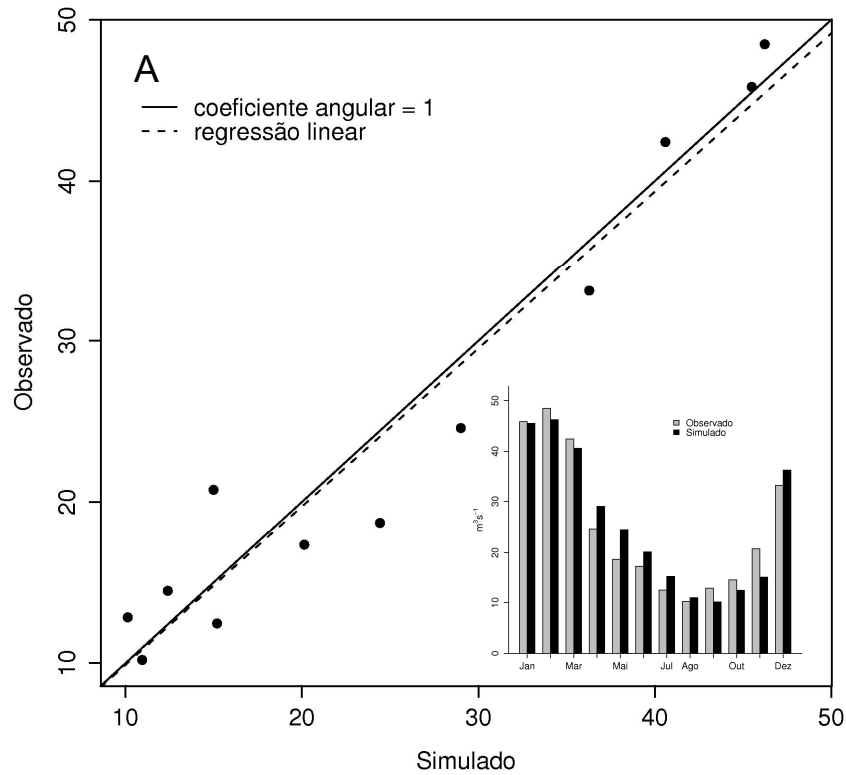 A
coeficiente angular = 1
regressão linear
Observado
50
40
30
20
10
10
20
30
40
50
Simulado
Observado
Simulado
m³s⁻¹
50
40
30
20
10
0
Jan
Mar
Mai
Jul
Ago
Out
Dez